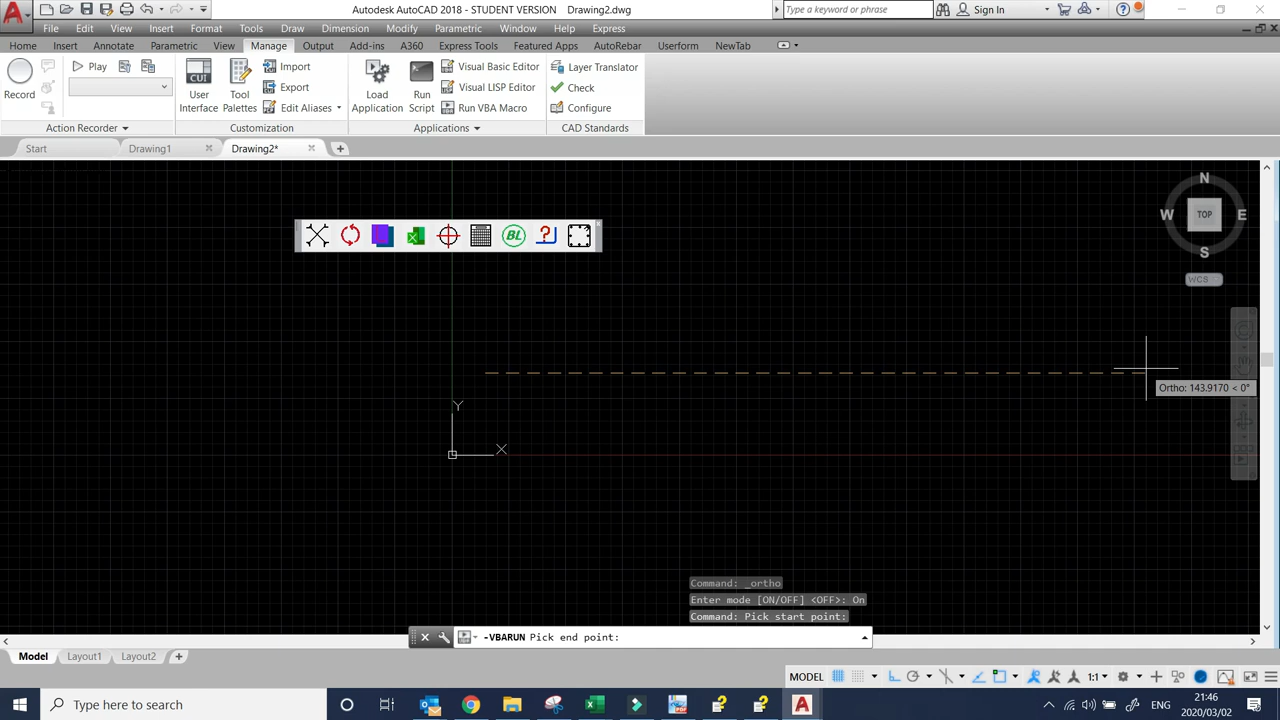 Autodesk AutoCAD 2018 - STUDENT VERSION Drawing2.dwg
Type a keyword or phrase
Sign In
File Edit View Insert Format Tools Draw Dimension Modify Parametric Window Help Express
Home Insert Annotate Parametric View Manage Output Add-ins A360 Express Tools Featured Apps AutoRebar Userform NewTab
Record
Play
CUI
User
Interface
Tool
Palettes
Import
Export
Edit Aliases
Load
Application
Run
Script
Visual Basic Editor
Visual LISP Editor
Run VBA Macro
Layer Translator
Check
Configure
Action Recorder
Customization
Applications
CAD Standards
Start
Drawing1
Drawing2*
BL
N
W TOP E
S
WCS
Ortho: 143.9170 < 0°
Y
X
Command: _ortho
Enter mode [ON/OFF] <OFF>: On
Command: Pick start point:
-VBARUN Pick end point:
Model Layout1 Layout2
MODEL
1:1
Type here to search
ENG
21:46
2020/03/02